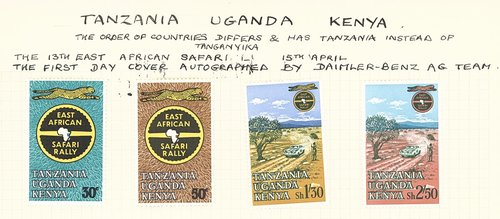 TANZANIA UGANDA KENYA.
THE ORDER OF COUNTRIES DIFFERS & HAS TANZANIA INSTEAD OF
TANGANYIKA
THE 13TH EAST AFRICAN SAFARI 15TH APRIL
THE FIRST DAY COVER AUTOGRAPHED BY DAIMLER-BENZ AG TEAM.
EAST
AFRICAN
SAFARI
RALLY
30c
TANZANIA
UGANDA
KENYA
EAST
AFRICAN
SAFARI
RALLY
50c
TANZANIA
UGANDA
KENYA
TANZANIA
UGANDA
KENYA Sh1'30
TANZANIA
UGANDA
KENYA Sh2'50